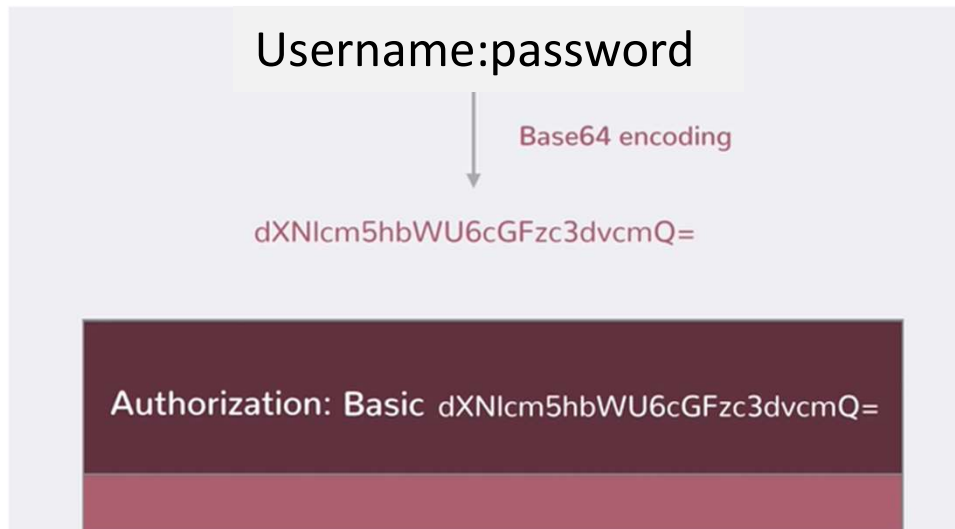 Username:password
Base64 encoding
dXNlcm5hbWU6cGFzc3dvcmQ=
Authorization: Basic dXNlcm5hbWU6cGFzc3dvcmQ=